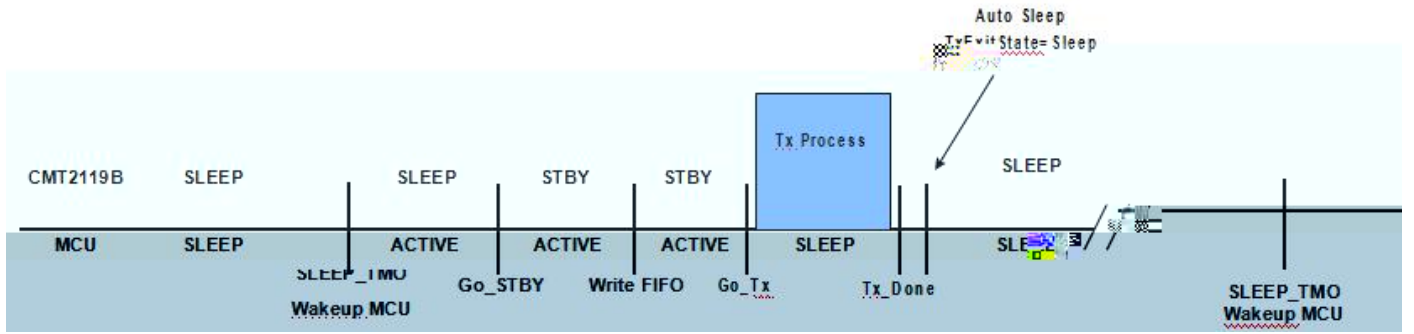 Auto Sleep
TxExitState= Sleep
Tx Process
CMT2119B SLEEP SLEEP STBY STBY SLEEP
MCU SLEEP ACTIVE ACTIVE ACTIVE SLEEP
SLEEP_TMO Go_STBY Write FIFO Go_Tx Tx_Done SLEEP_TMO
Wakeup MCU Wakeup MCU